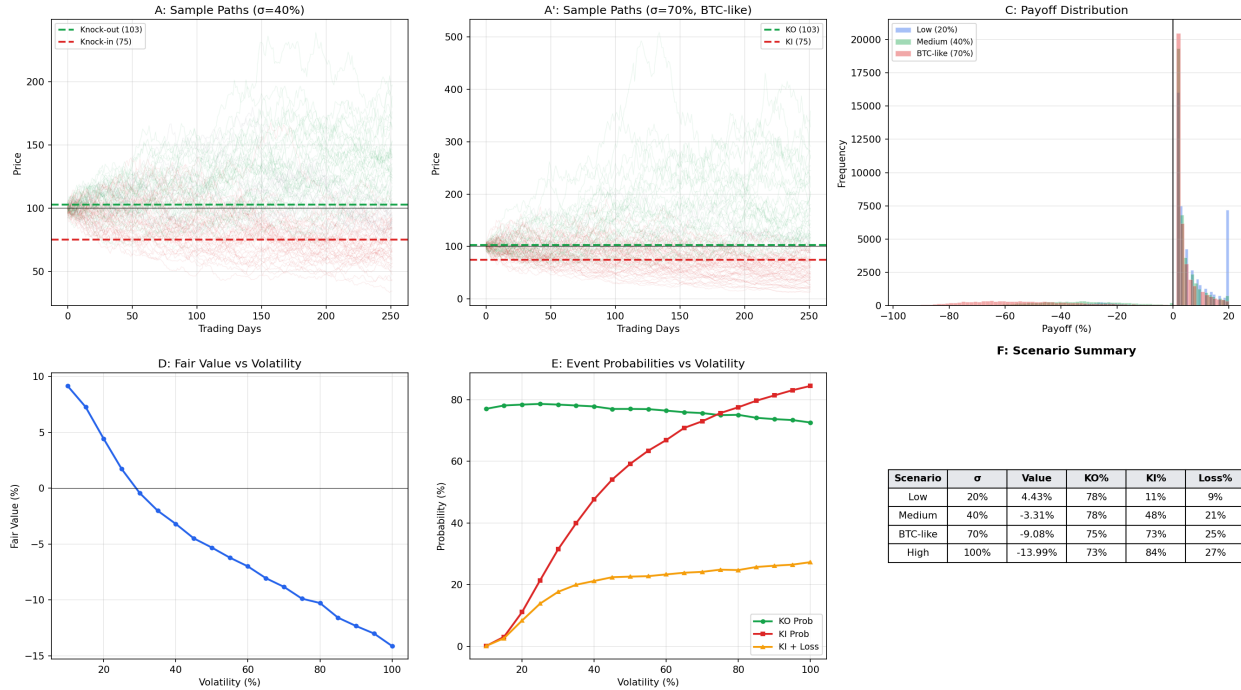 A: Sample Paths (σ=40%)
Knock-out (103)
Knock-in (75)
Price
200
150
100
50
0
50
100
150
200
250
Trading Days
A': Sample Paths (σ=70%, BTC-like)
KO (103)
KI (75)
Price
500
400
300
200
100
0
0
50
100
150
200
250
Trading Days
C: Payoff Distribution
Low (20%)
Medium (40%)
BTC-like (70%)
Frequency
20000
17500
15000
12500
10000
7500
5000
2500
0
−100
−80
−60
−40
−20
0
20
Payoff (%)
D: Fair Value vs Volatility
Fair Value (%)
10
5
0
−5
−10
−15
20
40
60
80
100
Volatility (%)
E: Event Probabilities vs Volatility
Probability (%)
80
60
40
20
0
KO Prob
KI Prob
KI + Loss
20
40
60
80
100
Volatility (%)
F: Scenario Summary
Scenario σ Value KO% KI% Loss%
Low 20% 4.43% 78% 11% 9%
Medium 40% -3.31% 78% 48% 21%
BTC-like 70% -9.08% 75% 73% 25%
High 100% -13.99% 73% 84% 27%